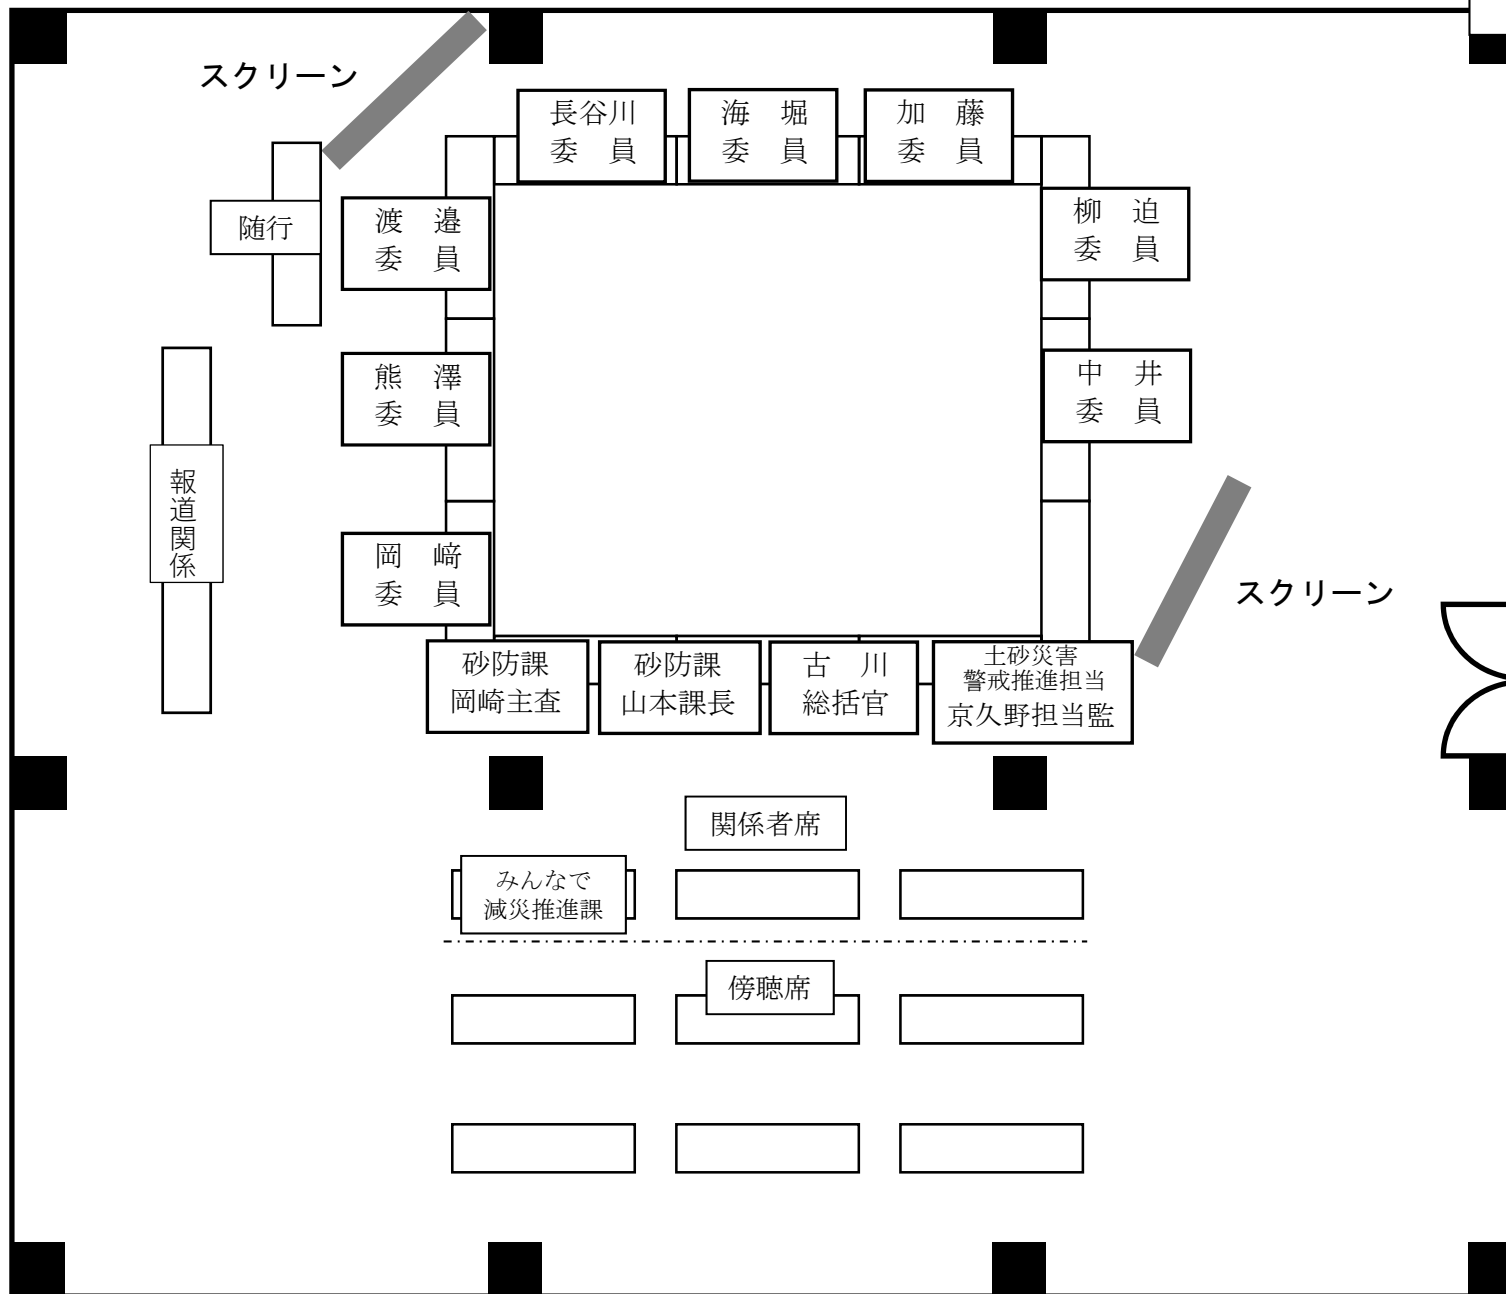 スクリーン
長谷川
委　員
海　堀
委　員
加　藤
委　員
随行
渡　邉
委　員
柳　迫
委　員
熊　澤
委　員
中　井
委　員
報道関係
岡　﨑
委　員
スクリーン
砂防課
岡崎主査
砂防課
山本課長
古　川
総括官
土砂災害
警戒推進担当
京久野担当監
関係者席
みんなで
減災推進課
傍聴席